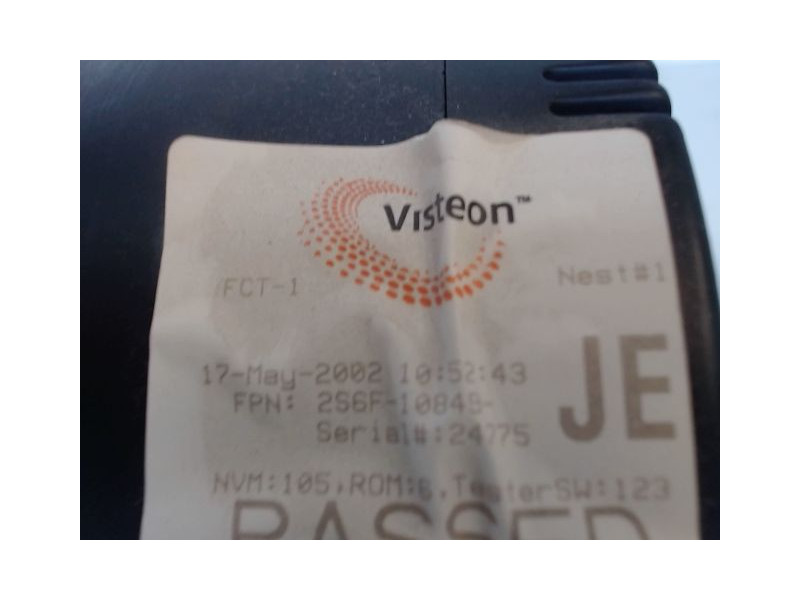 Visteon™
FCT-1 Nest#1
17-May-2002 10:52:43
JE
FPN: 2S6F-10849-
Serial#:24775
NVM:105,ROM:6,TesterSW:123
PASSED